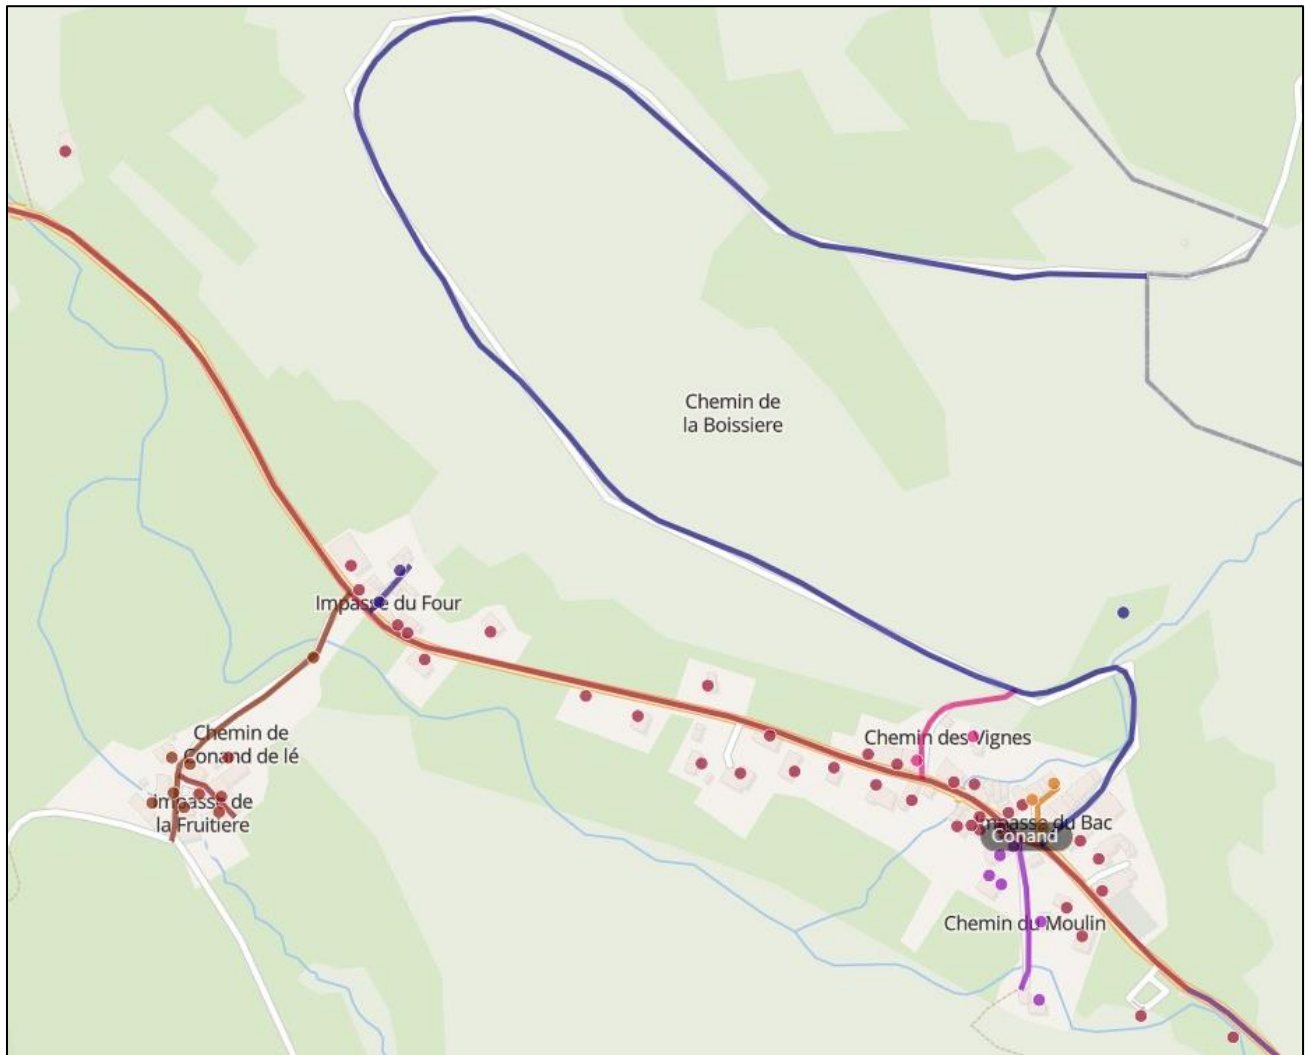 Chemin de
la Boissiere
Impasse du Four
Chemin de
Conand de lé
Chemin des Vignes
impasse de
la Fruitiere
Impasse du Bac
Conand
Chemin du Moulin